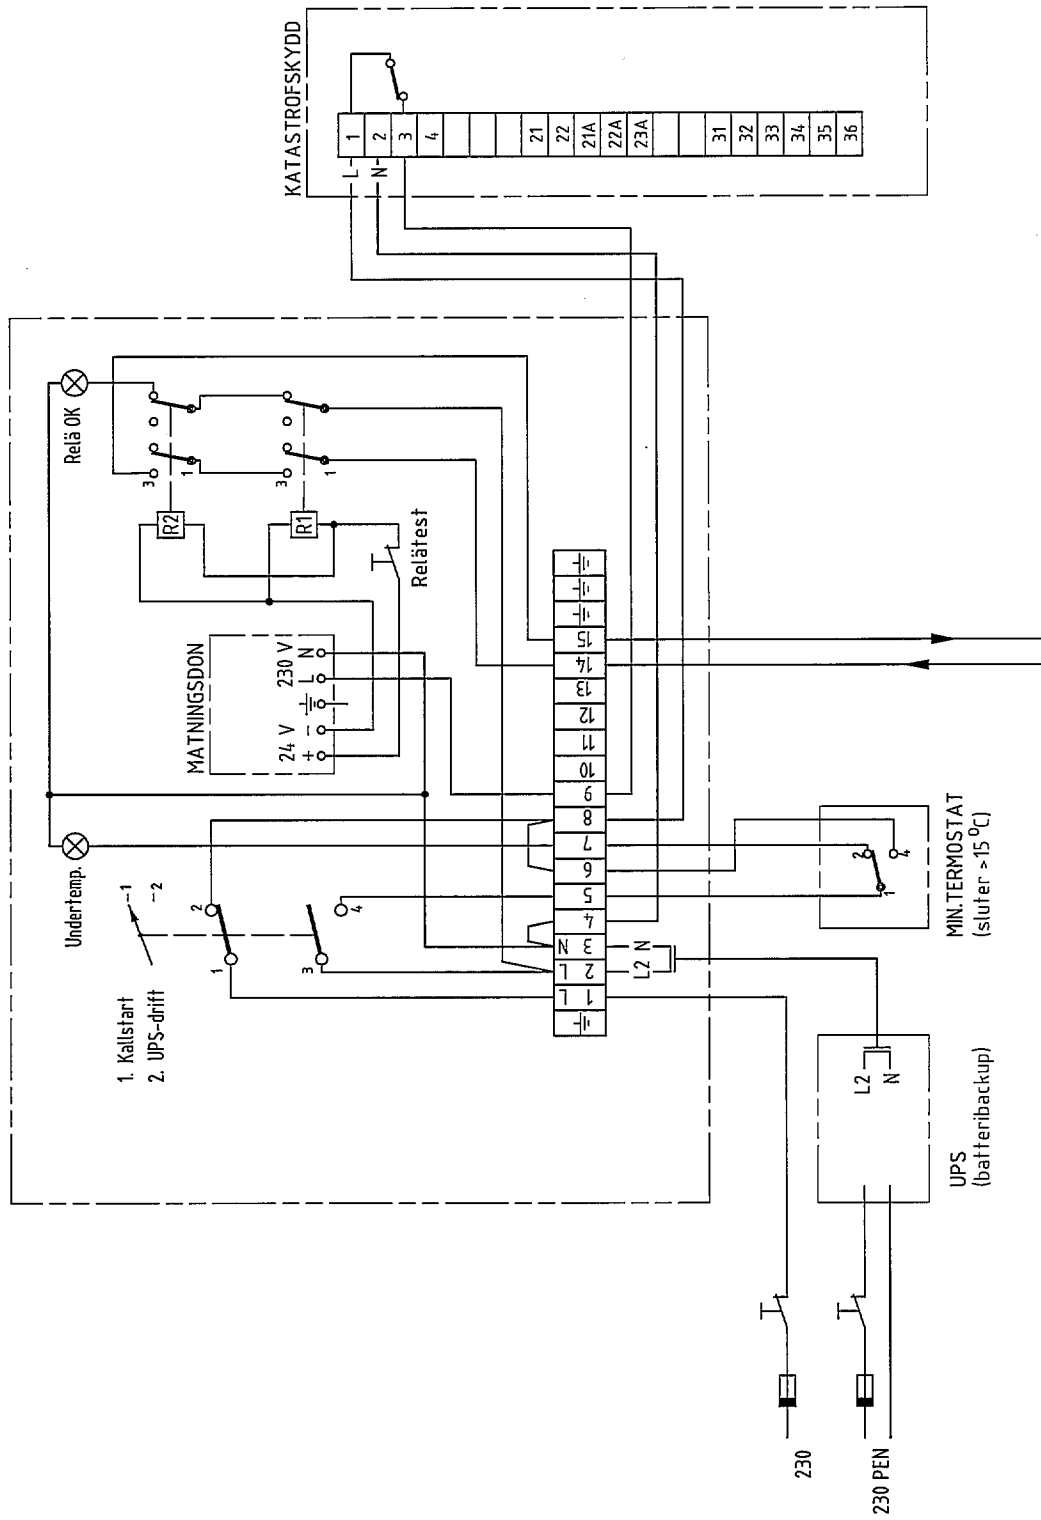 KATASTROFSKYDD
L
N
1
2
3
4
21
22
21A
22A
23A
31
32
33
34
35
36
Relä OK
3
1
3
1
R2
R1
Relätest
MATNINGSDON
24 V
230 V
+
-
L
N
Undertemp.
1
2
1. Kallstart
2. UPS-drift
1
2
3
4
L
L
N
1
2
3
4
5
6
7
8
9
10
11
12
13
14
15
L2
N
MIN.TERMOSTAT
(sluter >15 °C)
1
2
4
UPS
(batteribackup)
L2
N
230
230 PEN